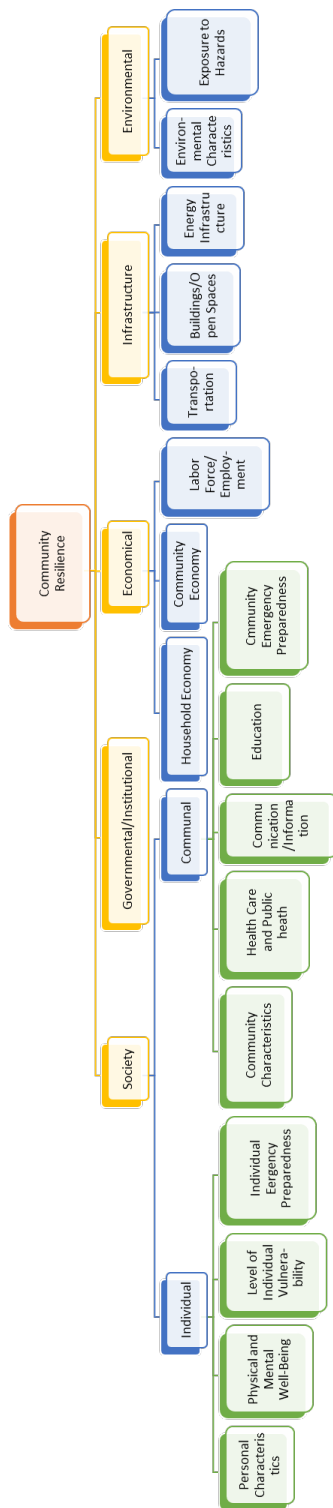 Community
Resilience
Society
Governmental/Institutional
Economical
Infrastructure
Environmental
Individual
Communal
Household Economy
Community
Economy
Labor
Force/
Employ-
ment
Transpo-
rtation
Buildings/O
pen Spaces
Energy
Infrastru
cture
Environ-
mental
Characte
ristics
Exposure to
Hazards
Personal
Characteris
tics
Physical and
Mental
Well-Being
Level of
Individual
Vulnera-
bility
Individual
Eergency
Preparedness
Community
Characteristics
Health Care
and Public
heath
Commu
nication
/Informa
tion
Education
Cmmunity
Emergency
Preparedness